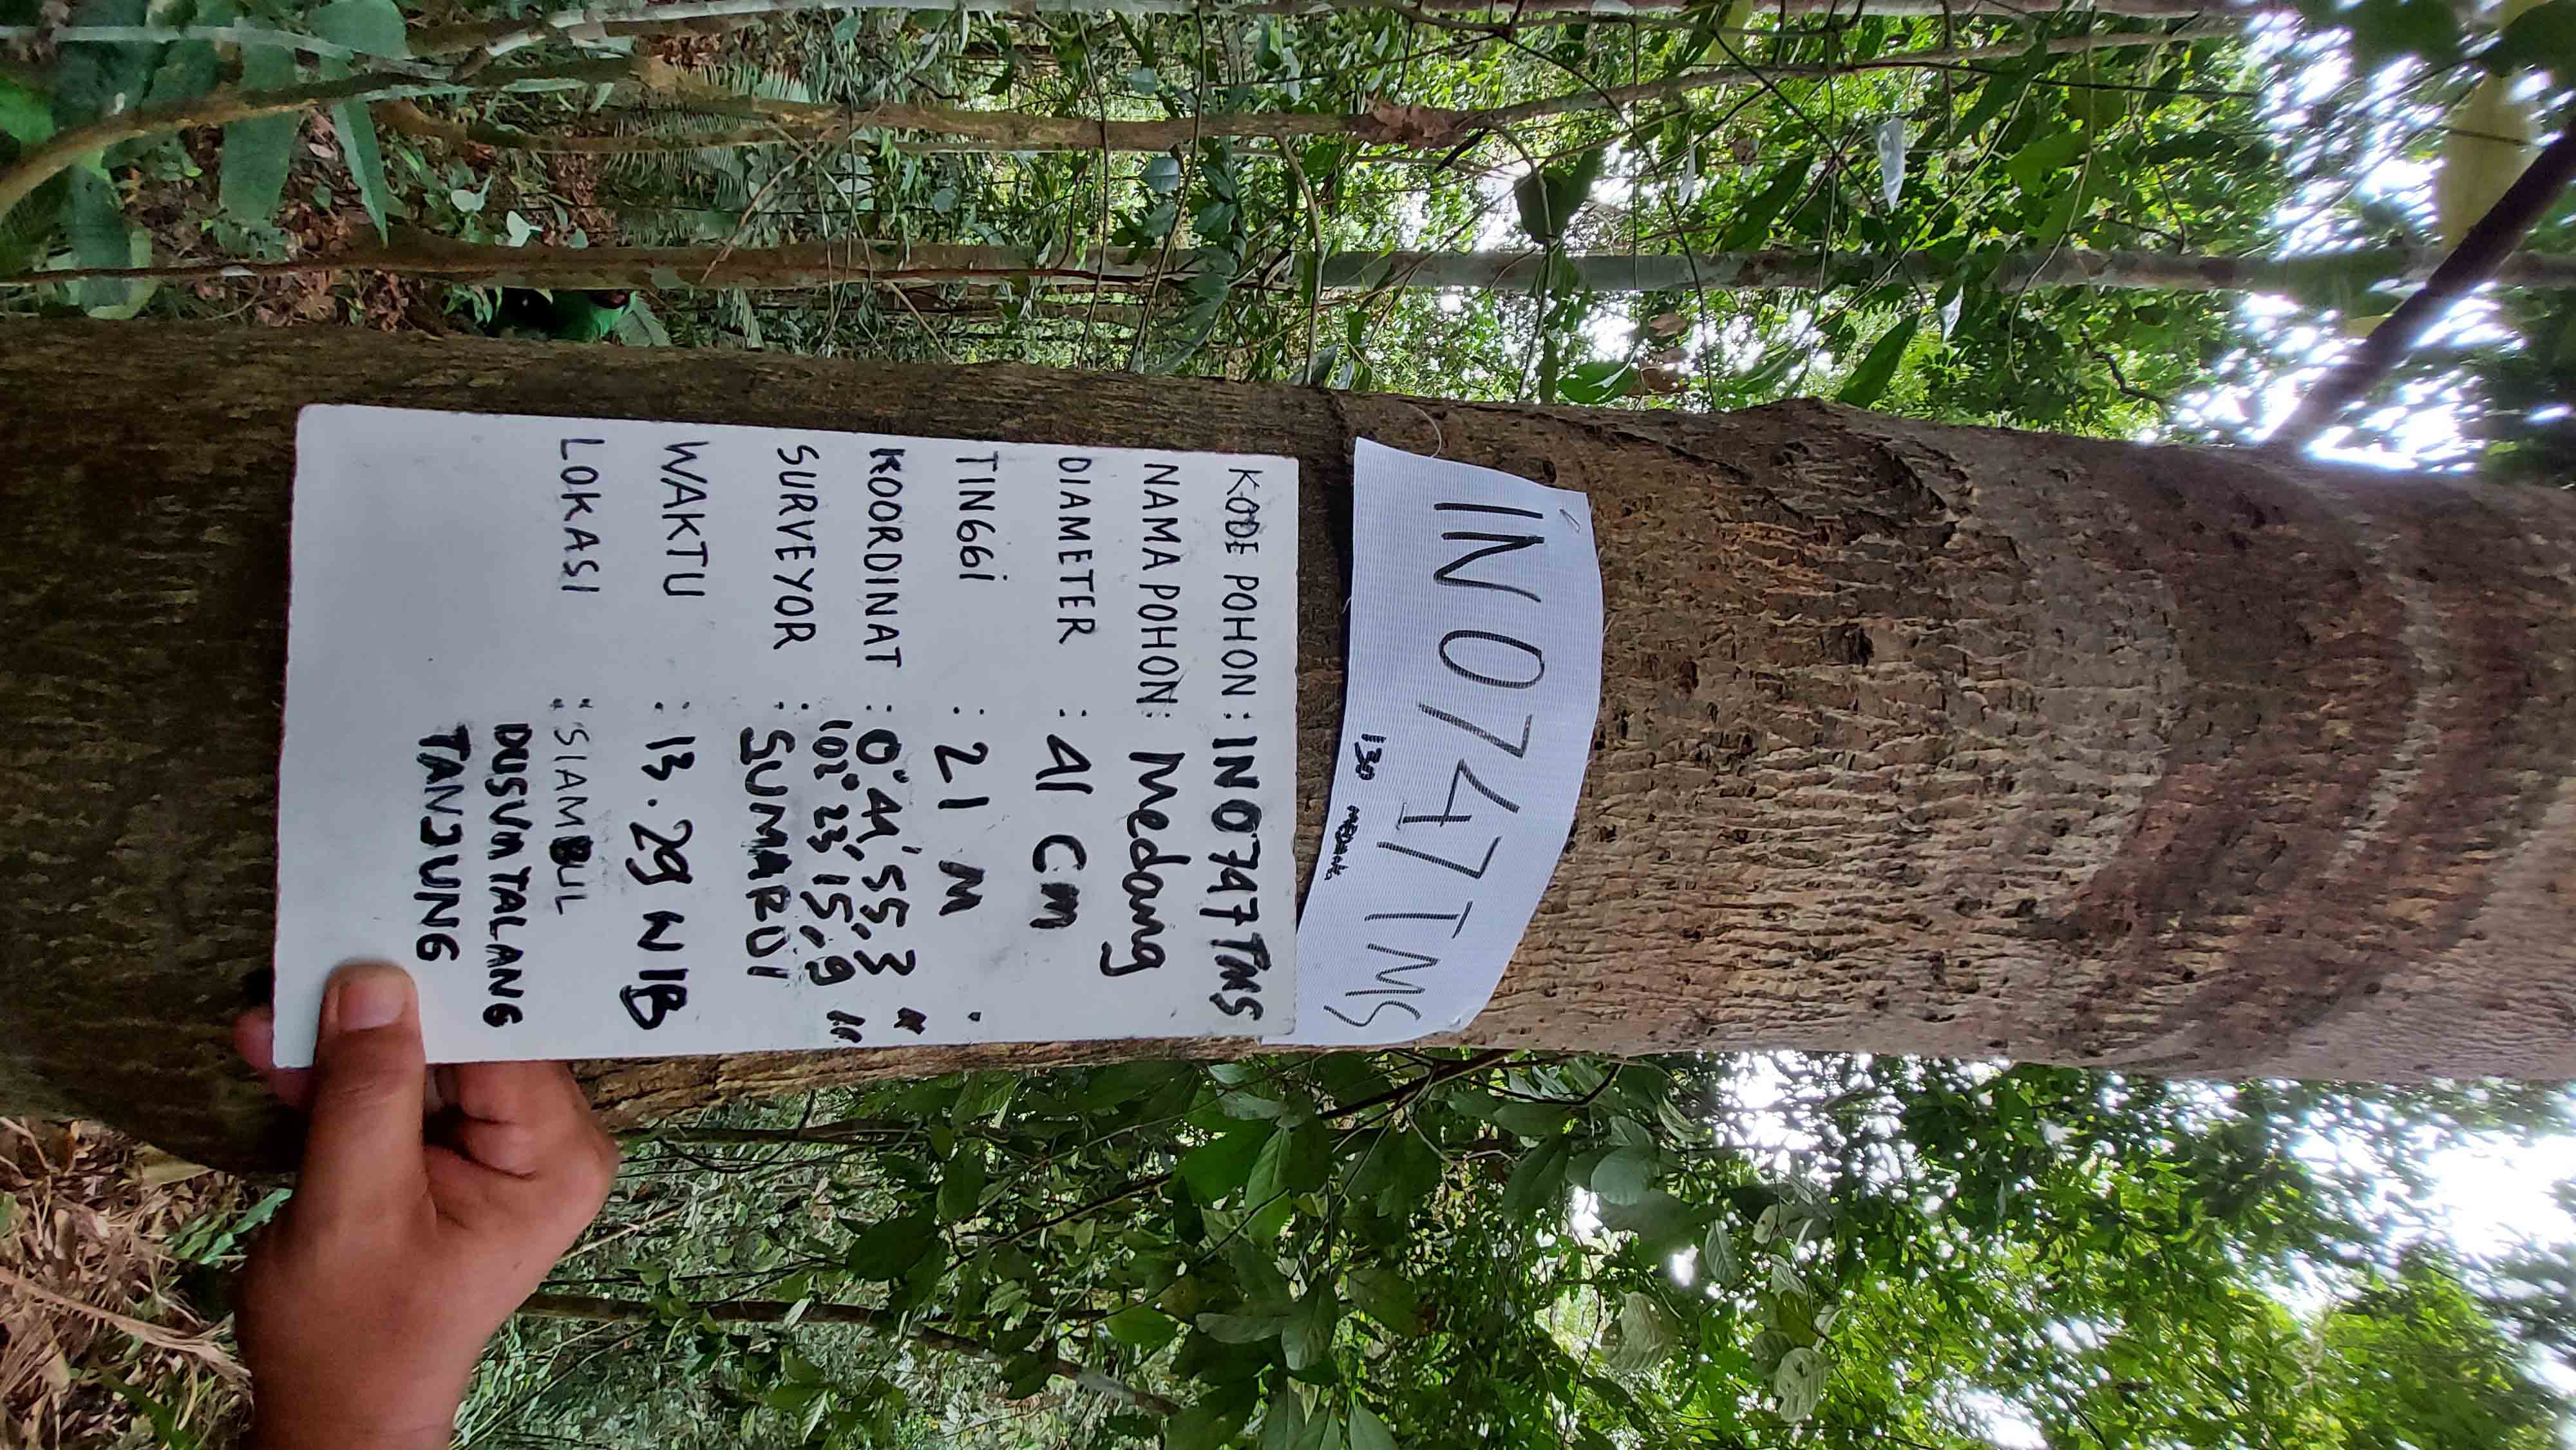 IN0747TMS
130 MEDANG
KODE POHON : IN0747TMS
NAMA POHON : Medang
DIAMETER : 41 Cm
TINGGi : 21 M
KOORDINAT : 0° 44' 55.3 "
102° 23' 15.9 "
SURVEYOR : SUMARDI
WAKTU : 13.29 WIB
LOKASI : SIAMBUL
DUSUN TALANG
TANJUNG